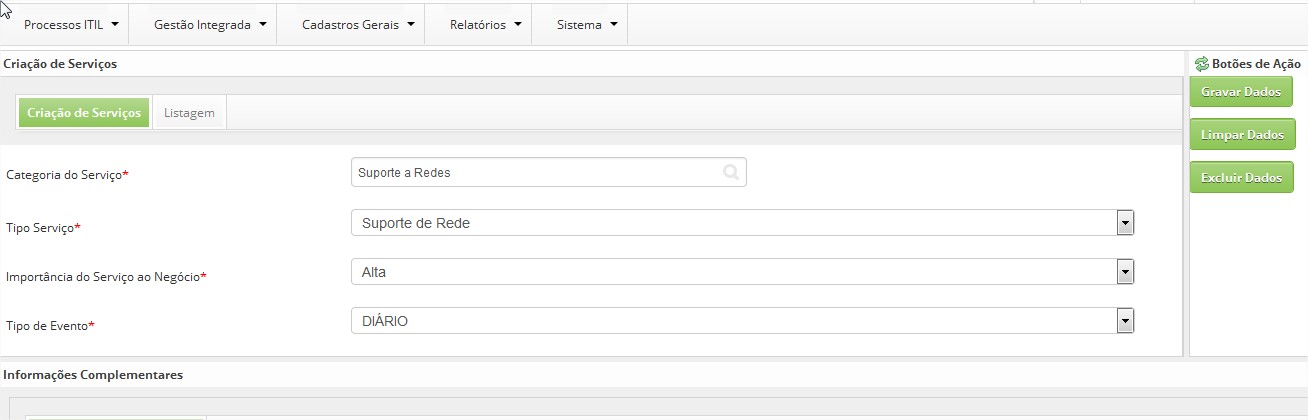 Processos ITIL
Gestão Integrada
Cadastros Gerais
Relatórios
Sistema
Criação de Serviços
Criação de Serviços
Listagem
Categoria do Serviço*
Suporte a Redes
Tipo Serviço*
Suporte de Rede
Importância do Serviço ao Negócio*
Alta
Tipo de Evento*
DIÁRIO
Botões de Ação
Gravar Dados
Limpar Dados
Excluir Dados
Informações Complementares